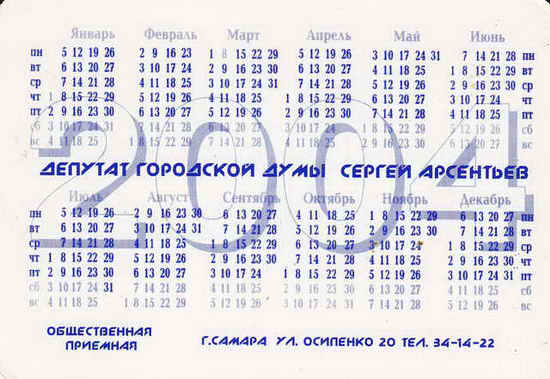 Январь Февраль Март Апрель Май Июнь
пн 5 12 19 26 2 9 16 23 1 8 15 22 29 5 12 19 26 3 10 17 24 31 7 14 21 28 пн
вт 6 13 20 27 3 10 17 24 2 9 16 23 30 6 13 20 27 4 11 18 25 1 8 15 22 29 вт
ср 7 14 21 28 4 11 18 25 3 10 17 24 31 7 14 21 28 5 12 19 26 2 9 16 23 30 ср
чт 1 8 15 22 29 5 12 19 26 4 11 18 25 1 8 15 22 29 6 13 20 27 3 10 17 24 чт
пт 2 9 16 23 30 6 13 20 27 5 12 19 26 2 9 16 23 30 7 14 21 28 4 11 18 25 пт
сб 3 10 17 24 31 7 14 21 28 6 13 20 27 3 10 17 24 1 8 15 22 29 5 12 19 26 сб
вс 4 11 18 25 1 8 15 22 29 7 14 21 28 4 11 18 25 2 9 16 23 30 6 13 20 27 вс
2004
ДЕПУТАТ ГОРОДСКОЙ ДУМЫ СЕРГЕЙ АРСЕНТЬЕВ
Июль Август Сентябрь Октябрь Ноябрь Декабрь
пн 5 12 19 26 2 9 16 23 30 6 13 20 27 4 11 18 25 1 8 15 22 29 6 13 20 27 пн
вт 6 13 20 27 3 10 17 24 31 7 14 21 28 5 12 19 26 2 9 16 23 30 7 14 21 28 вт
ср 7 14 21 28 4 11 18 25 1 8 15 22 29 6 13 20 27 3 10 17 24 1 8 15 22 29 ср
чт 1 8 15 22 29 5 12 19 26 2 9 16 23 30 7 14 21 28 4 11 18 25 2 9 16 23 30 чт
пт 2 9 16 23 30 6 13 20 27 3 10 17 24 1 8 15 22 29 5 12 19 26 3 10 17 24 31 пт
сб 3 10 17 24 31 7 14 21 28 4 11 18 25 2 9 16 23 30 6 13 20 27 4 11 18 25 сб
вс 4 11 18 25 1 8 15 22 29 5 12 19 26 3 10 17 24 31 7 14 21 28 5 12 19 26 вс
ОБЩЕСТВЕННАЯ
ПРИЕМНАЯ
Г.САМАРА УЛ. ОСИПЕНКО 20 ТЕЛ. 34-14-22